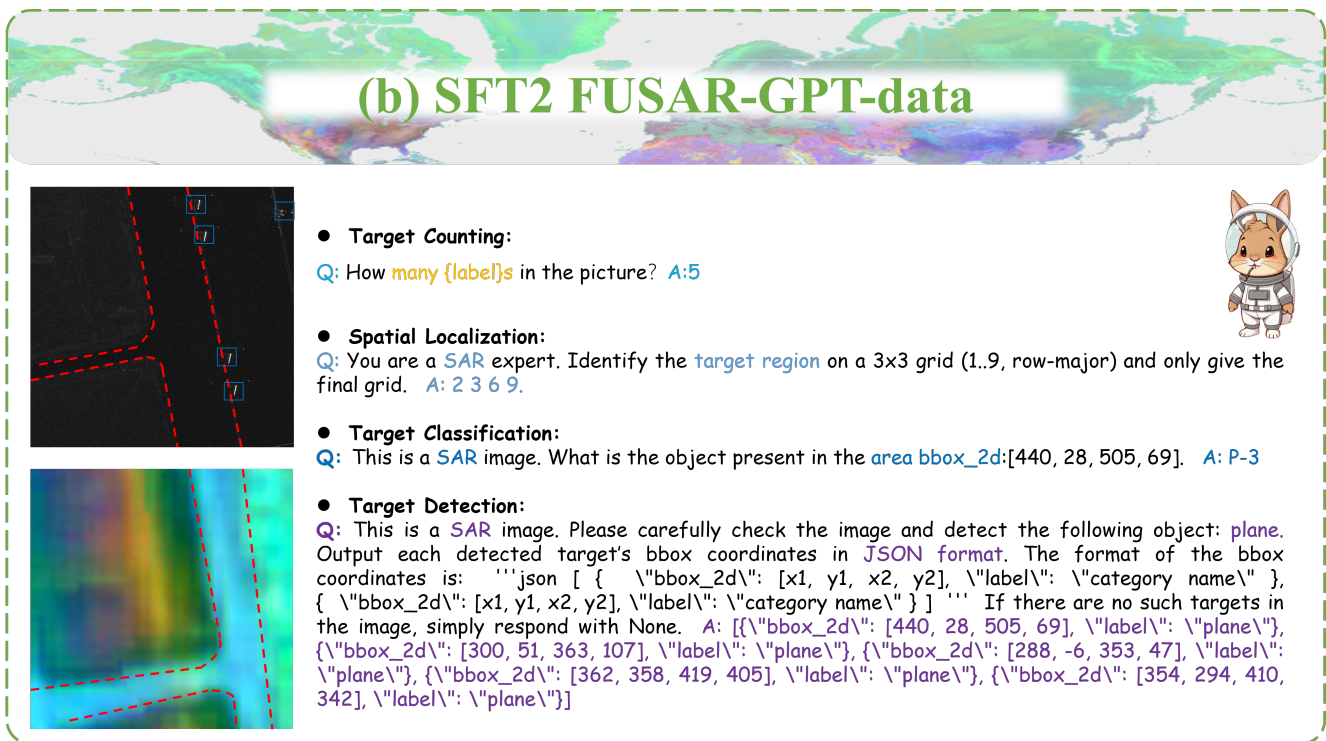 (b) SFT2 FUSAR-GPT-data
● Target Counting:
Q: How many {label}s in the picture? A:5
● Spatial Localization:
Q: You are a SAR expert. Identify the target region on a 3x3 grid (1..9, row-major) and only give the
final grid. A: 2 3 6 9.
● Target Classification:
Q: This is a SAR image. What is the object present in the area bbox_2d:[440, 28, 505, 69]. A: P-3
● Target Detection:
Q: This is a SAR image. Please carefully check the image and detect the following object: plane.
Output each detected target’s bbox coordinates in JSON format. The format of the bbox
coordinates is: '''json [ { \"bbox_2d\": [x1, y1, x2, y2], \"label\": \"category name\" },
{ \"bbox_2d\": [x1, y1, x2, y2], \"label\": \"category name\" } ] ''' If there are no such targets in
the image, simply respond with None. A: [{\"bbox_2d\": [440, 28, 505, 69], \"label\": \"plane\"},
{\"bbox_2d\": [300, 51, 363, 107], \"label\": \"plane\"}, {\"bbox_2d\": [288, -6, 353, 47], \"label\":
\"plane\"}, {\"bbox_2d\": [362, 358, 419, 405], \"label\": \"plane\"}, {\"bbox_2d\": [354, 294, 410,
342], \"label\": \"plane\"}]